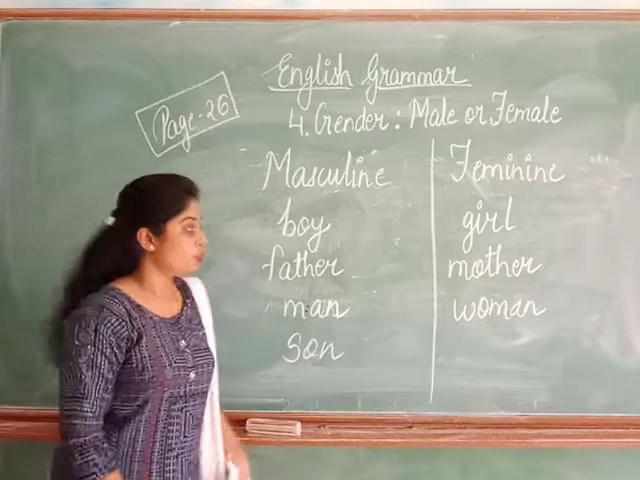 English Grammar
Page-26
4. Gender: Male or Female
Masculine Feminine
boy girl
father mother
man woman
son